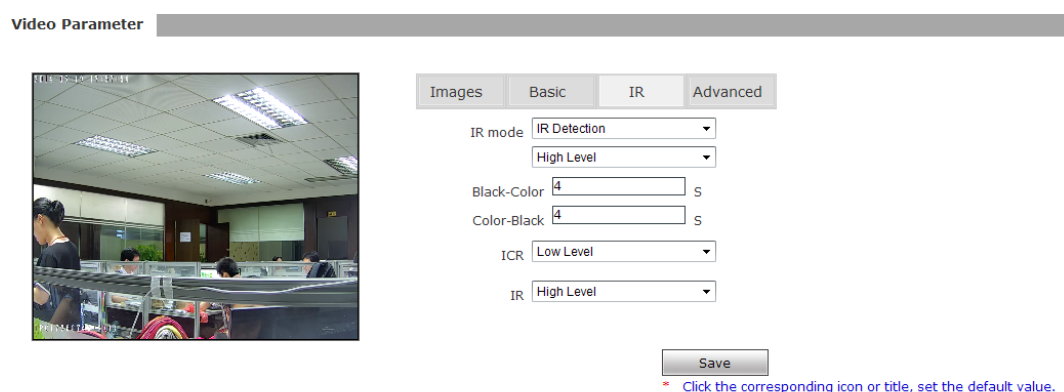 Video Parameter
Images Basic IR Advanced
IR mode IR Detection
High Level
Black-Color 4 S
Color-Black 4 S
ICR Low Level
IR High Level
Save
* Click the corresponding icon or title, set the default value.